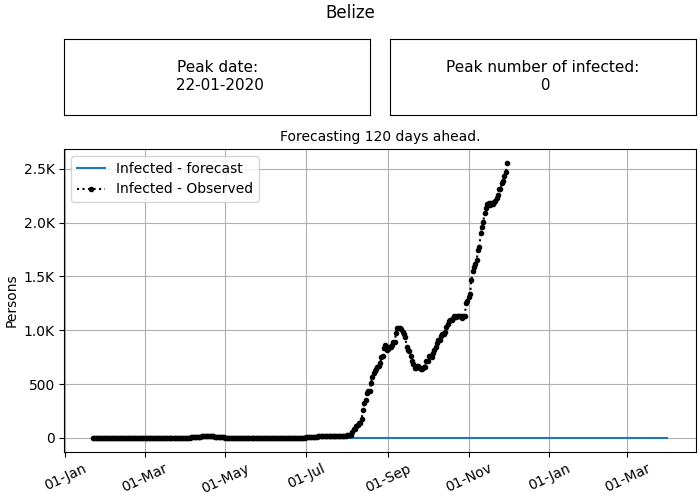 Belize
Peak date:
22-01-2020
Peak number of infected:
0
Forecasting 120 days ahead.
Infected - forecast
Infected - Observed
Persons
2.5K
2.0K
1.5K
1.0K
500
0
01-Jan
01-Mar
01-May
01-Jul
01-Sep
01-Nov
01-Jan
01-Mar